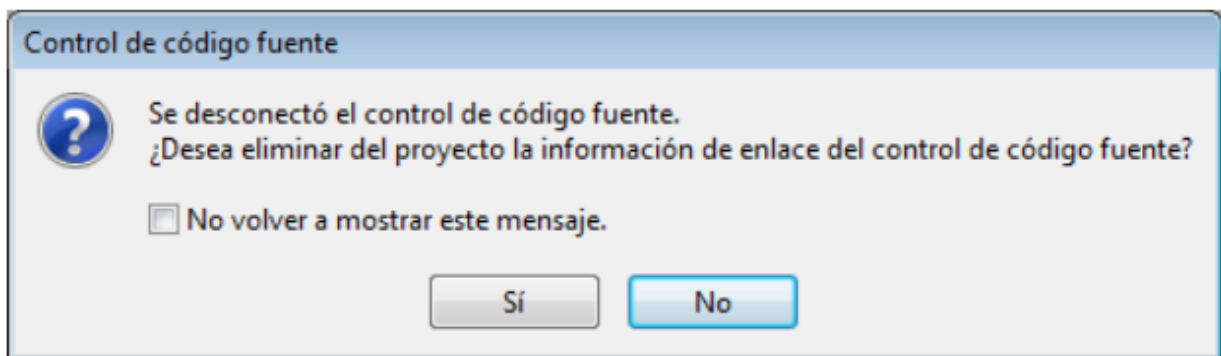 Control de código fuente
Se desconectó el control de código fuente.
¿Desea eliminar del proyecto la información de enlace del control de código fuente?
No volver a mostrar este mensaje.
Sí
No